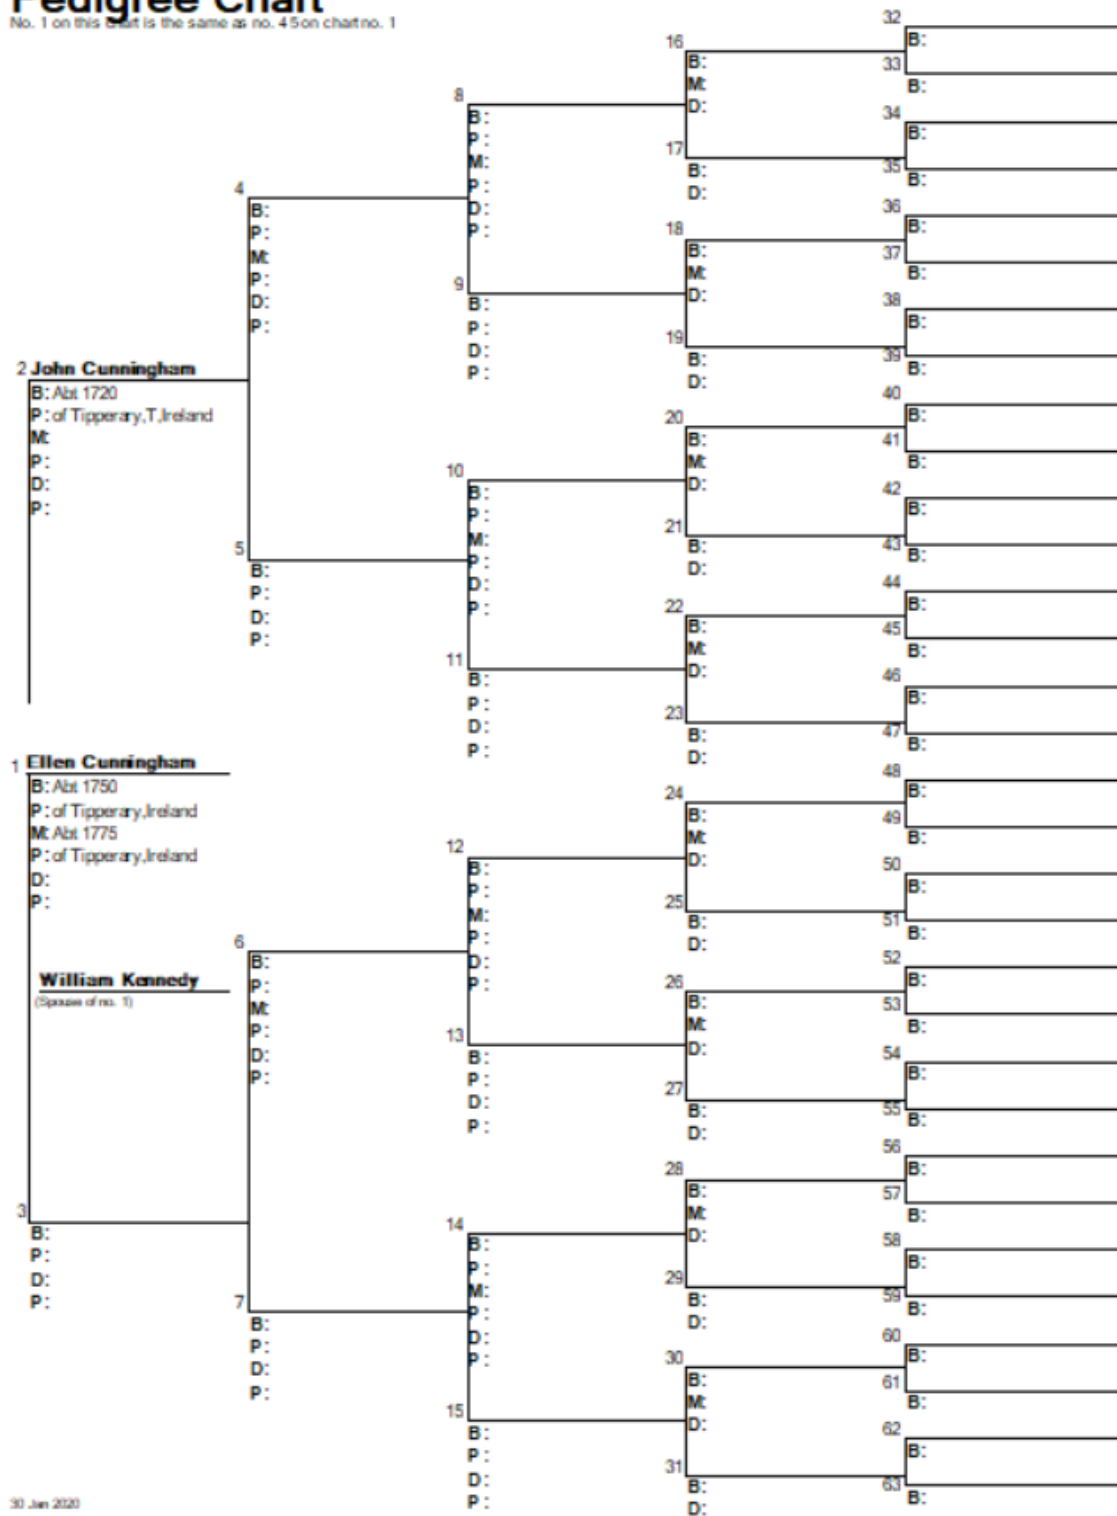 Pedigree Chart
No. 1 on this chart is the same as no. 45 on chart no. 1
2 John Cunningham
B: Abt 1720
P: of Tipperary,T,Ireland
M:
P:
D:
P:
1 Ellen Cunningham
B: Abt 1750
P: of Tipperary,Ireland
M: Abt 1775
P: of Tipperary,Ireland
D:
P:
William Kennedy
(Spouse of no. 1)
3
B:
P:
D:
P:
4
B:
P:
M:
P:
D:
P:
5
B:
P:
D:
P:
6
B:
P:
M:
P:
D:
P:
7
B:
P:
D:
P:
8
B:
P:
M:
P:
D:
P:
9
B:
P:
D:
P:
10
B:
P:
M:
P:
D:
P:
11
B:
P:
D:
P:
12
B:
P:
M:
P:
D:
P:
13
B:
P:
D:
P:
14
B:
P:
M:
P:
D:
P:
15
B:
P:
D:
P:
16
B:
M:
D:
17
B:
D:
18
B:
M:
D:
19
B:
D:
20
B:
M:
D:
21
B:
D:
22
B:
M:
D:
23
B:
D:
24
B:
M:
D:
25
B:
D:
26
B:
M:
D:
27
B:
D:
28
B:
M:
D:
29
B:
D:
30
B:
M:
D:
31
B:
D:
32
B:
33
B:
34
B:
35
B:
36
B:
37
B:
38
B:
39
B:
40
B:
41
B:
42
B:
43
B:
44
B:
45
B:
46
B:
47
B:
48
B:
49
B:
50
B:
51
B:
52
B:
53
B:
54
B:
55
B:
56
B:
57
B:
58
B:
59
B:
60
B:
61
B:
62
B:
63
B:
30 Jan 2020